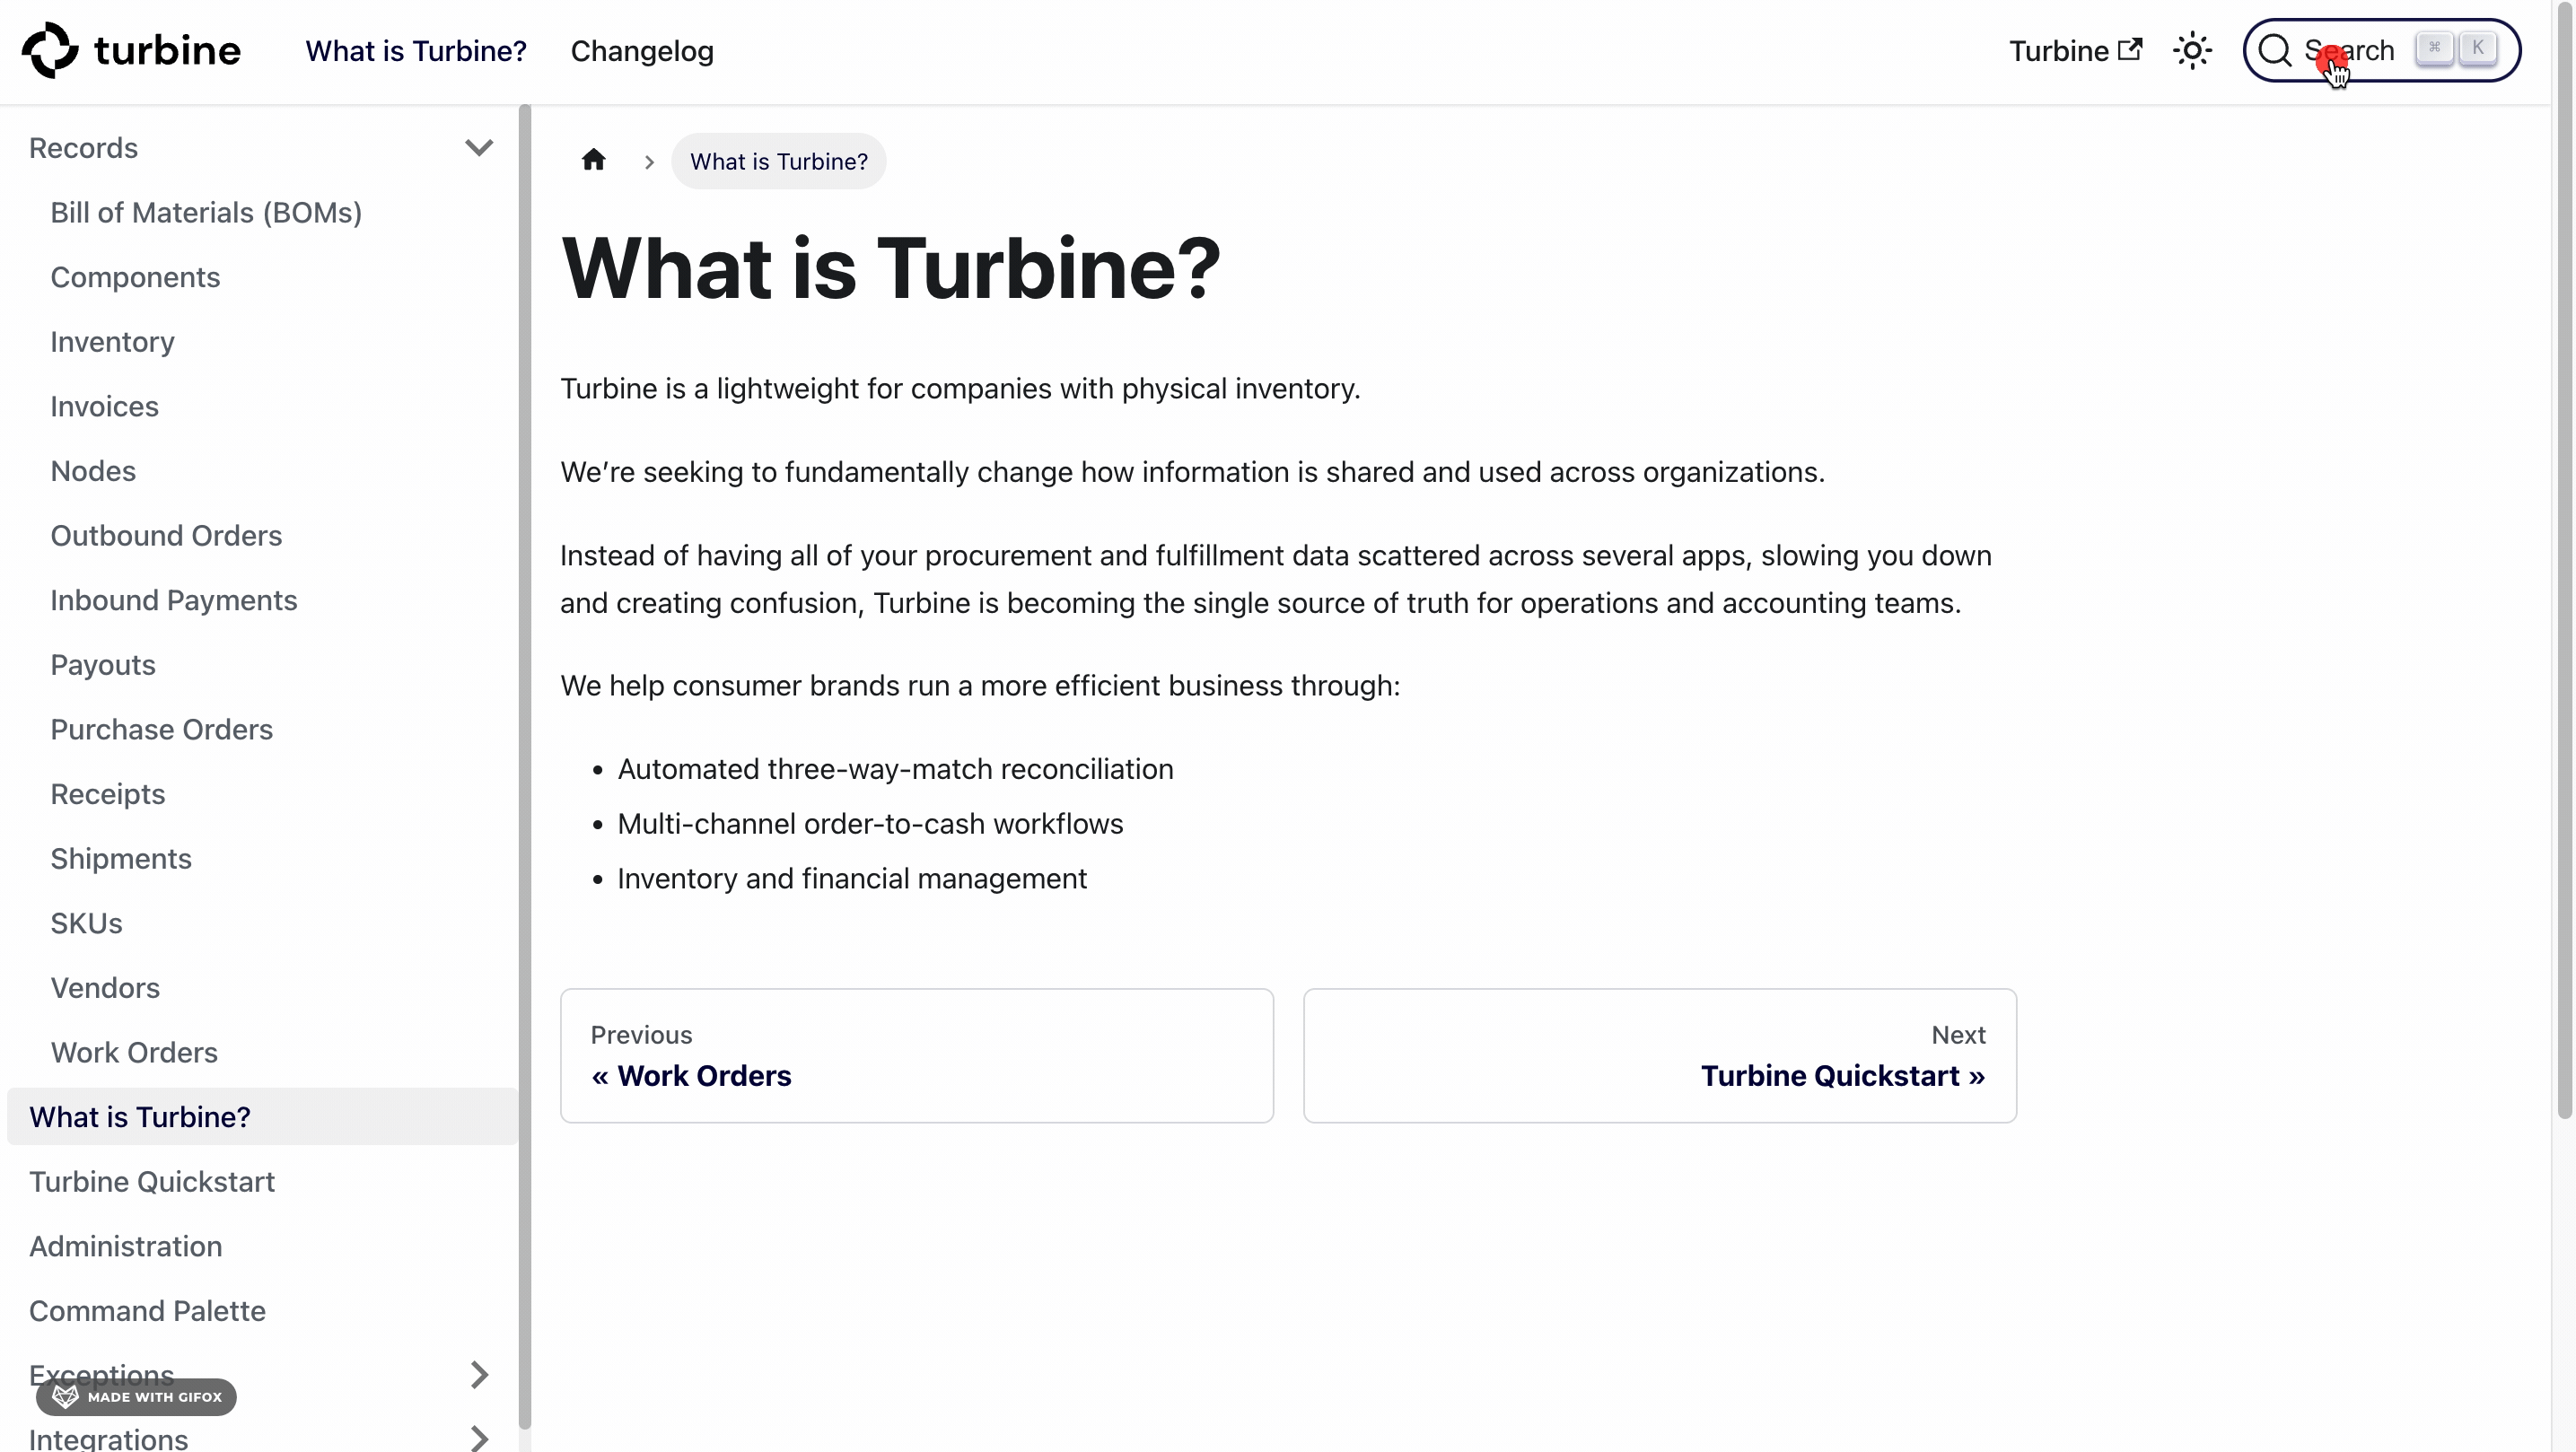 turbine
What is Turbine?
Changelog
Turbine
Search
⌘ K
Records
Bill of Materials (BOMs)
Components
Inventory
Invoices
Nodes
Outbound Orders
Inbound Payments
Payouts
Purchase Orders
Receipts
Shipments
SKUs
Vendors
Work Orders
What is Turbine?
Turbine Quickstart
Administration
Command Palette
Exceptions
MADE WITH GIFOX
Integrations
What is Turbine?
What is Turbine?
Turbine is a lightweight for companies with physical inventory.
We're seeking to fundamentally change how information is shared and used across organizations.
Instead of having all of your procurement and fulfillment data scattered across several apps, slowing you down
and creating confusion, Turbine is becoming the single source of truth for operations and accounting teams.
We help consumer brands run a more efficient business through:
• Automated three-way-match reconciliation
• Multi-channel order-to-cash workflows
• Inventory and financial management
Previous
« Work Orders
Next
Turbine Quickstart »